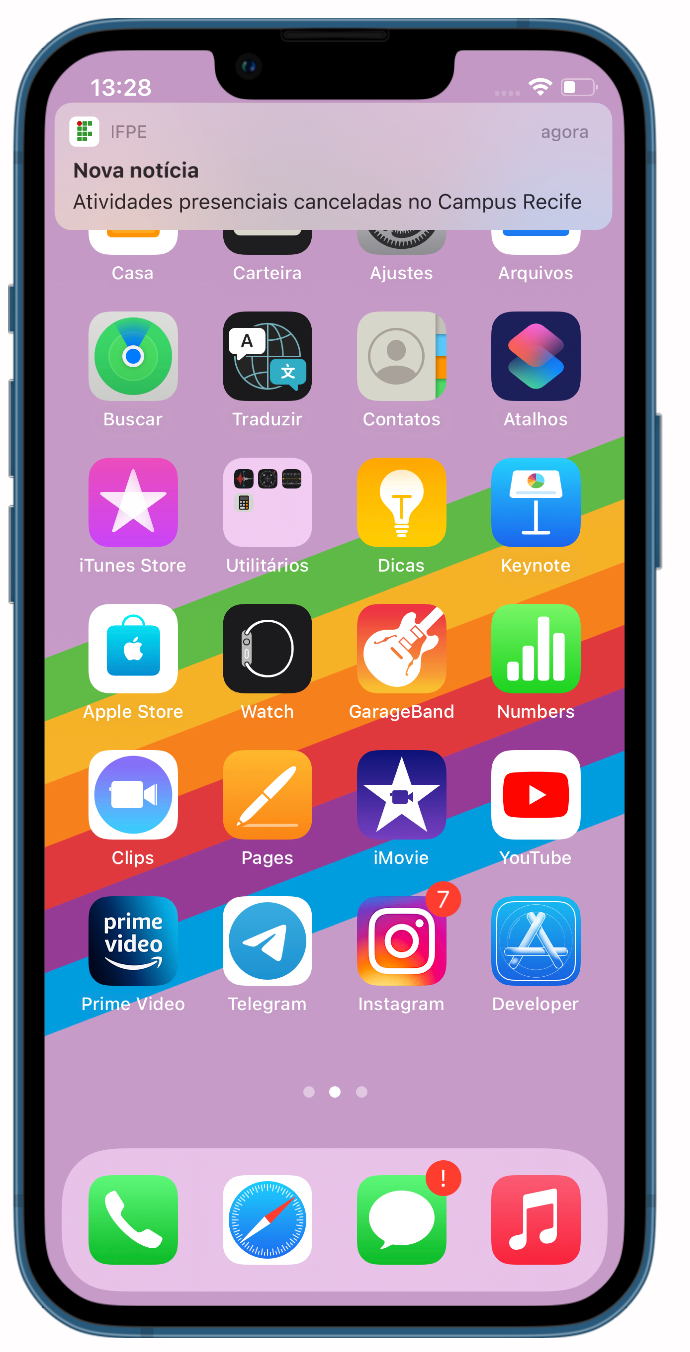 13:28
IFPE
agora
Nova notícia
Atividades presenciais canceladas no Campus Recife
Casa
Carteira
Ajustes
Arquivos
A
文
Buscar
Traduzir
Contatos
Atalhos
iTunes Store
Utilitários
Dicas
Keynote
Apple Store
Watch
GarageBand
Numbers
Clips
Pages
iMovie
YouTube
prime
video
7
Prime Video
Telegram
Instagram
Developer
!